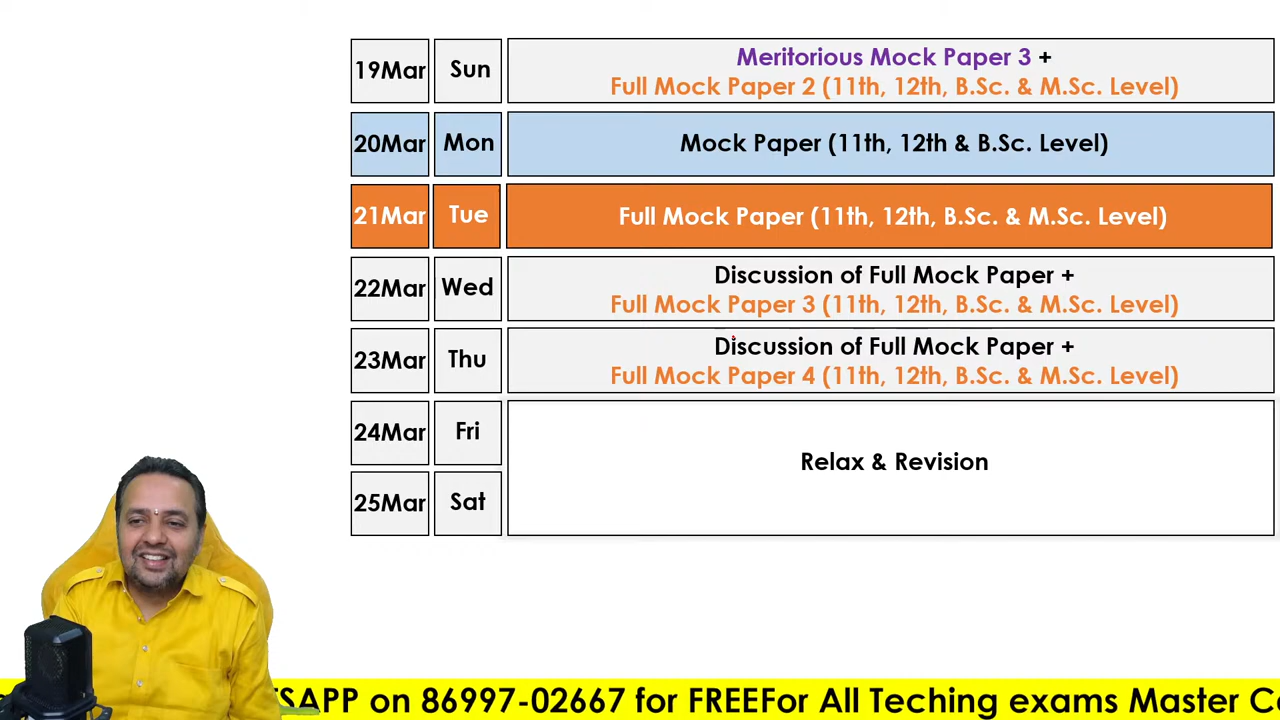 19Mar Sun Meritorious Mock Paper 3 +
Full Mock Paper 2 (11th, 12th, B.Sc. & M.Sc. Level)
20Mar Mon Mock Paper (11th, 12th & B.Sc. Level)
21Mar Tue Full Mock Paper (11th, 12th, B.Sc. & M.Sc. Level)
22Mar Wed Discussion of Full Mock Paper +
Full Mock Paper 3 (11th, 12th, B.Sc. & M.Sc. Level)
23Mar Thu Discussion of Full Mock Paper +
Full Mock Paper 4 (11th, 12th, B.Sc. & M.Sc. Level)
24Mar Fri
Relax & Revision
25Mar Sat
TSAPP on 86997-02667 for FREEFor All Teching exams Master